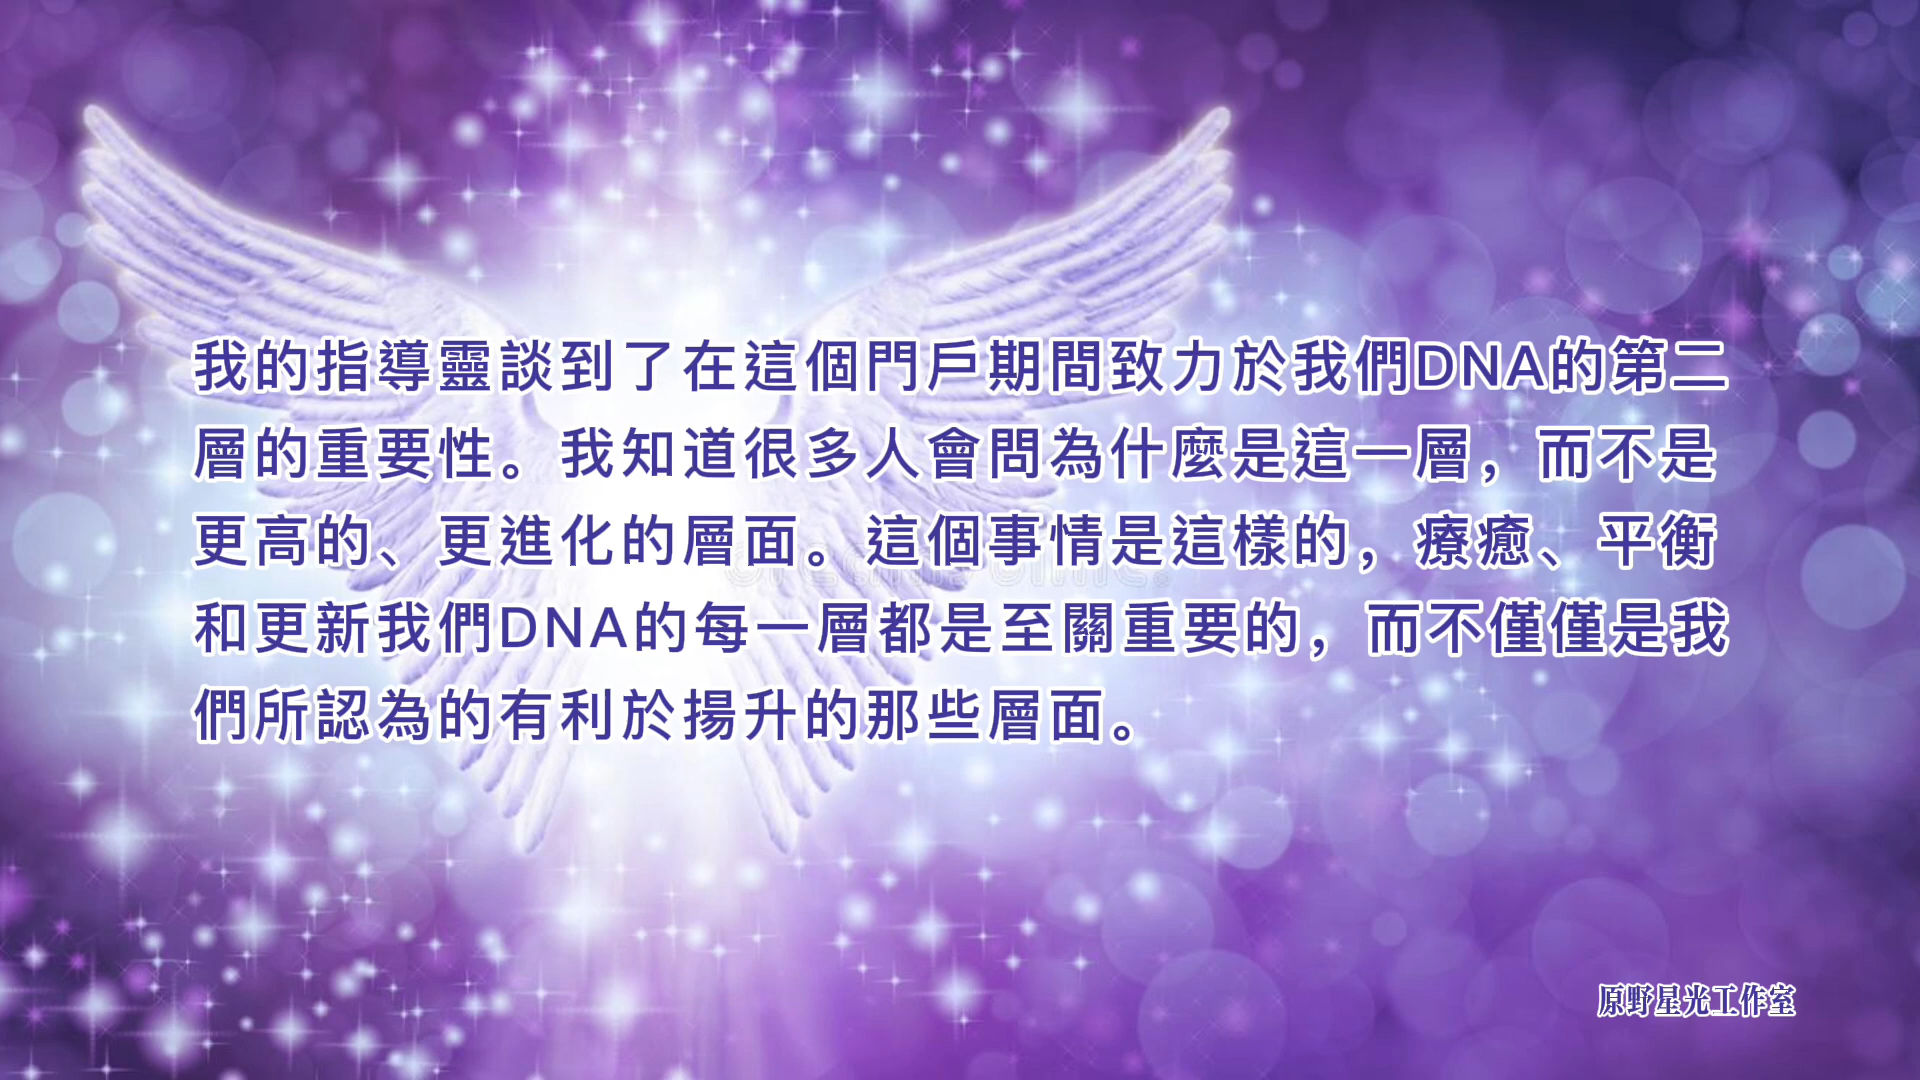 我的指導靈談到了在這個門戶期間致力於我們DNA的第二
層的重要性。我知道很多人會問為什麼是這一層，而不是
更高的、更進化的層面。這個事情是這樣的，療癒、平衡
和更新我們DNA的每一層都是至關重要的，而不僅僅是我
們所認為的有利於揚升的那些層面。
原野星光工作室